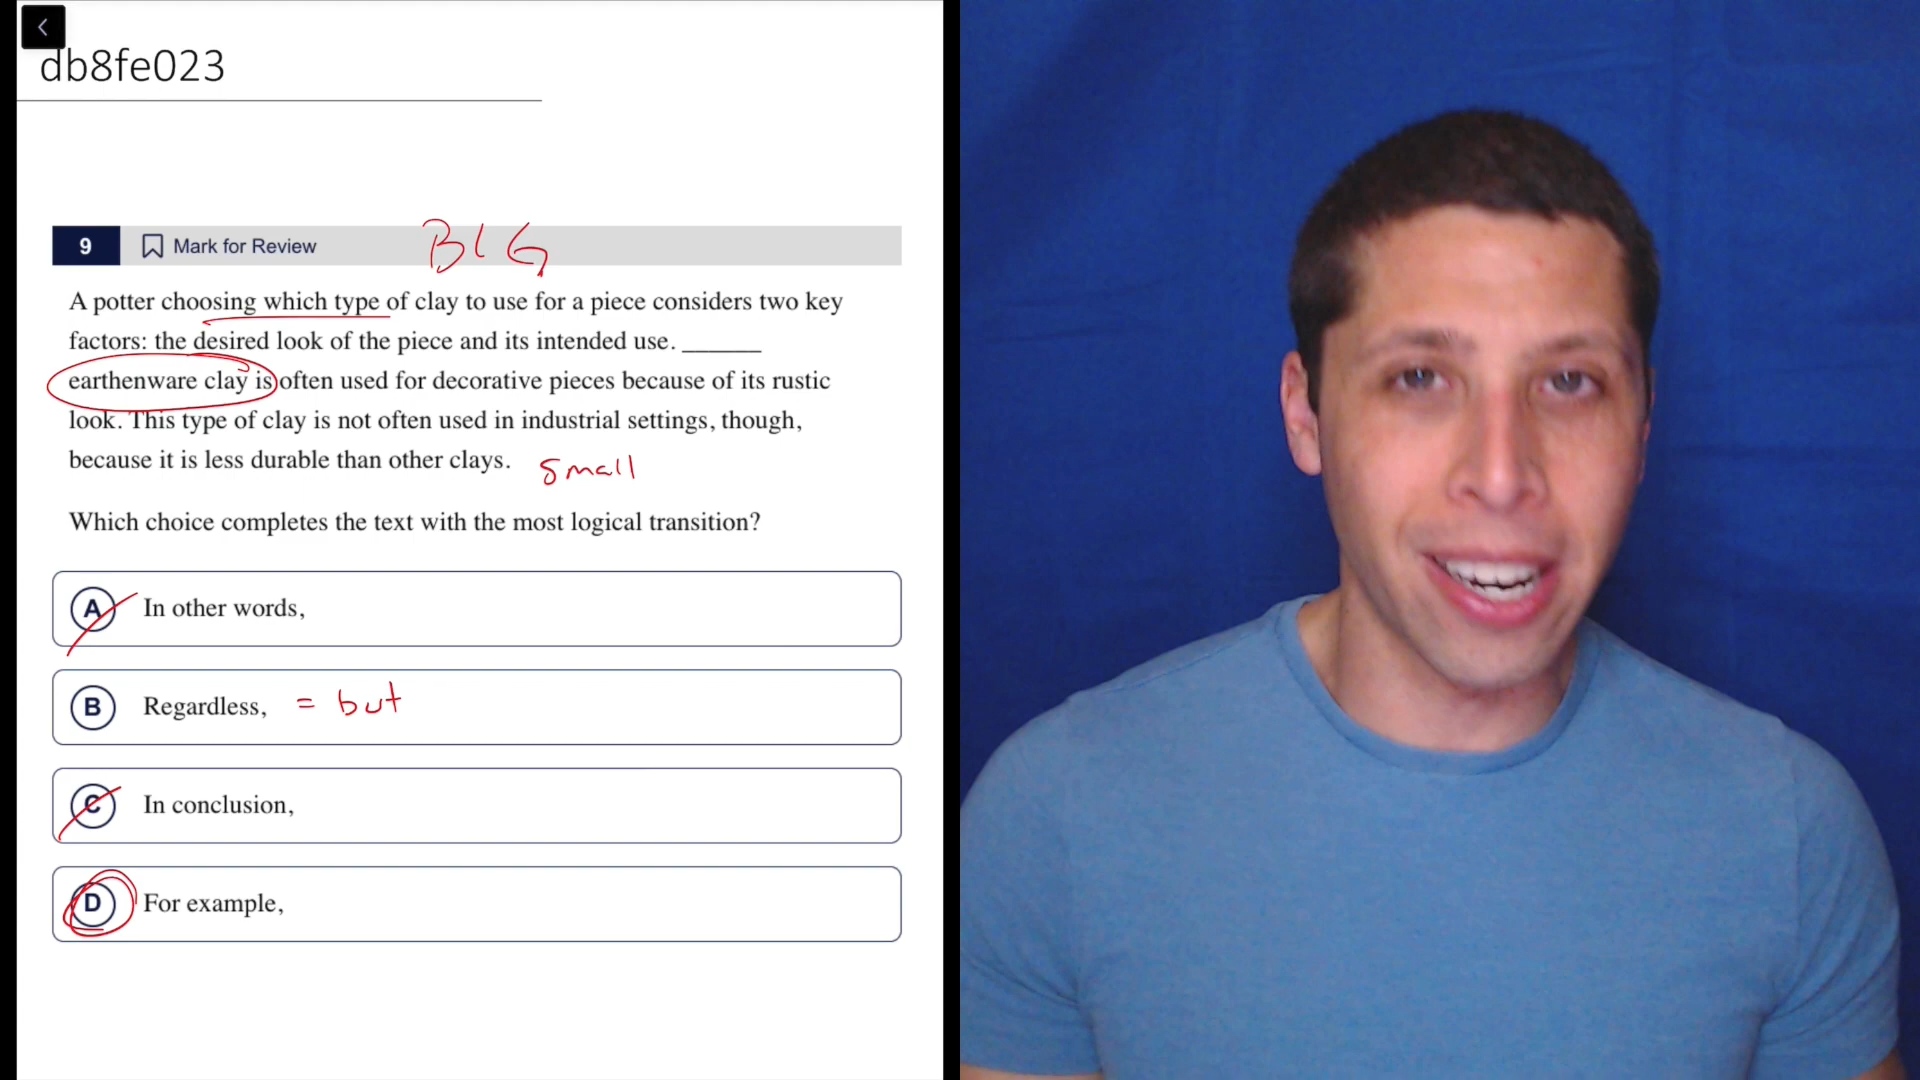 db8fe023
9 Mark for Review BIG
A potter choosing which type of clay to use for a piece considers two key
factors: the desired look of the piece and its intended use. ______
earthenware clay is often used for decorative pieces because of its rustic
look. This type of clay is not often used in industrial settings, though,
because it is less durable than other clays. small
Which choice completes the text with the most logical transition?
A In other words,
B Regardless, = but
C In conclusion,
D For example,